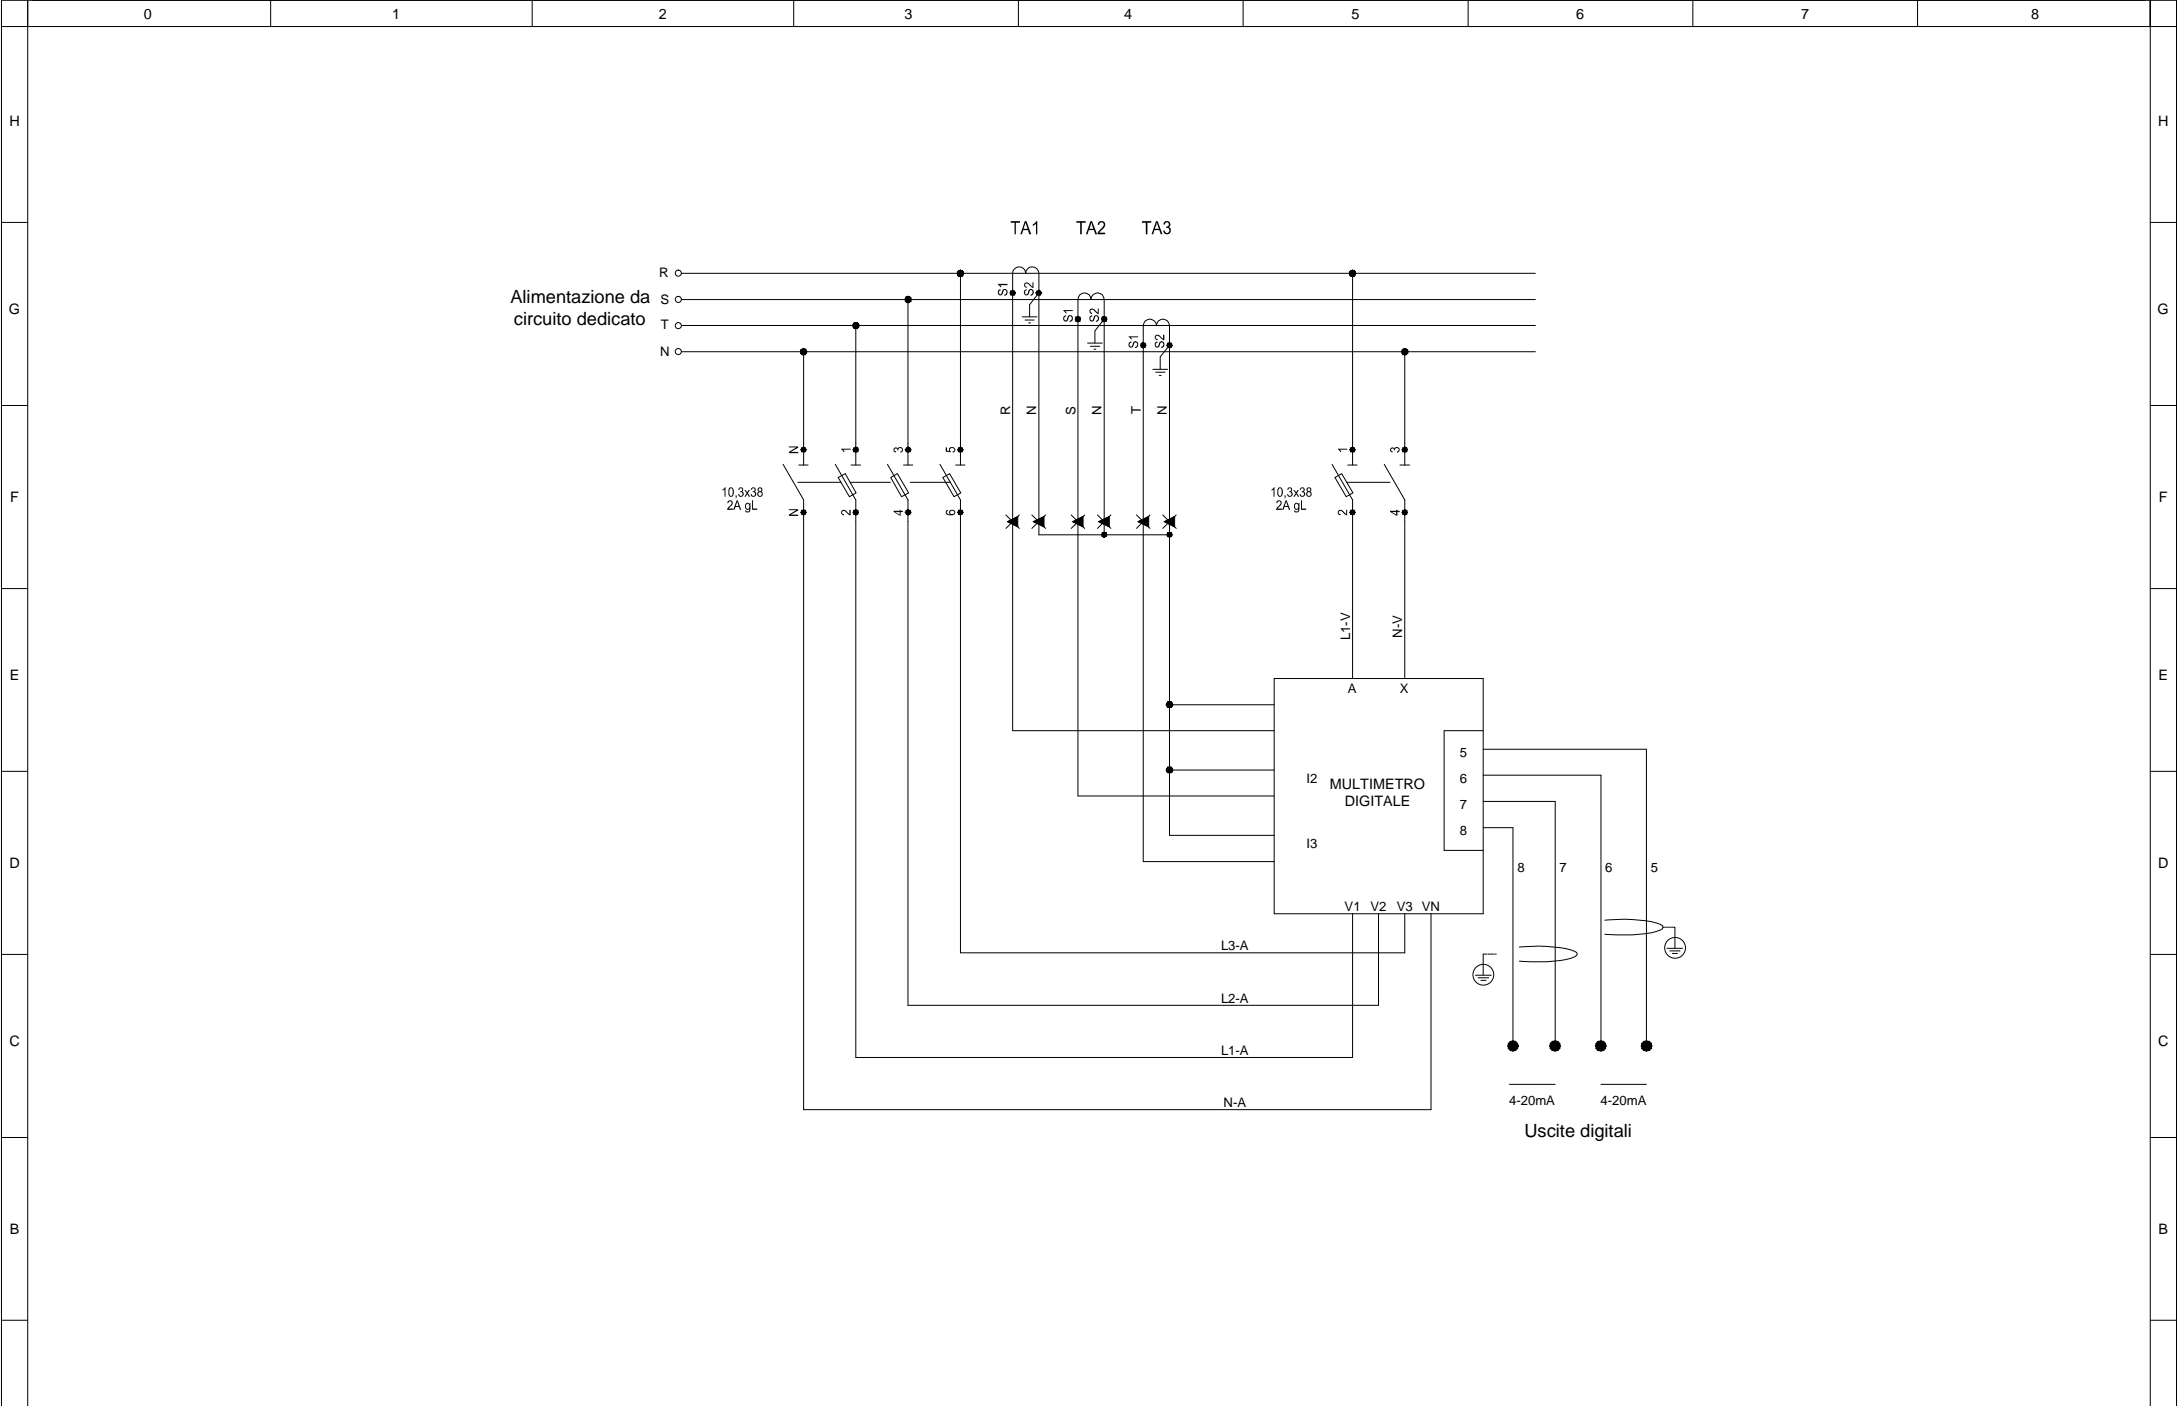 0 1 2 3 4 5 6 7 8
H H
TA1 TA2 TA3
R
Alimentazione da S
circuito dedicato T
N
S1 S2
S1 S2
S1 S2
G G
R N S N T N
N 1 3 5
1 3
10,3x38
2A gL
10,3x38
2A gL
F F
N 2 4 6
2 4
L1-V N-V
E E
A X
5
I2 MULTIMETRO 6
DIGITALE 7
8
I3
D D
8 7 6 5
V1 V2 V3 VN
L3-A
L2-A
C C
L1-A
N-A
4-20mA 4-20mA
Uscite digitali
B B